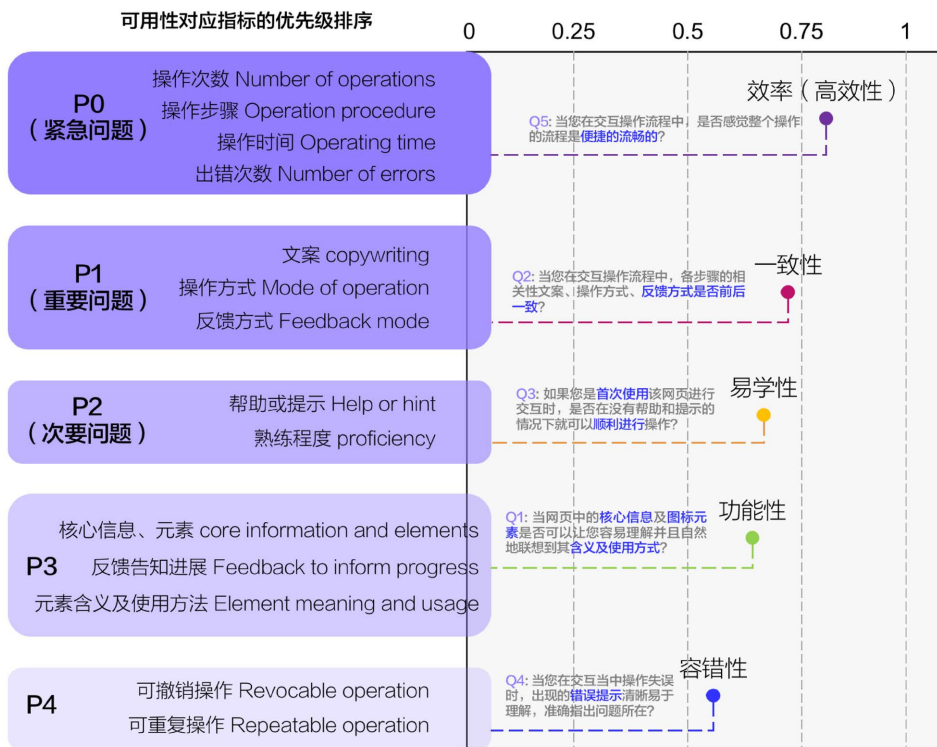 可用性对应指标的优先级排序
0 0.25 0.5 0.75 1
P0
（紧急问题）
操作次数 Number of operations
操作步骤 Operation procedure
操作时间 Operating time
出错次数 Number of errors
效率（高效性）
Q5: 当您在交互操作流程中，是否感觉整个操作
的流程是便捷的流畅的？
P1
（重要问题）
文案 copywriting
操作方式 Mode of operation
反馈方式 Feedback mode
一致性
Q2: 当您在交互操作流程中，各步骤的相
关性文案、操作方式、反馈方式是否前后
一致？
P2
（次要问题）
帮助或提示 Help or hint
熟练程度 proficiency
易学性
Q3: 如果您是首次使用该网页进行
交互时，是否在没有帮助和提示的
情况下就可以顺利进行操作？
P3
核心信息、元素 core information and elements
反馈告知进展 Feedback to inform progress
元素含义及使用方法 Element meaning and usage
功能性
Q1: 当网页中的核心信息及图标元
素是否可以让您容易理解并且自然
地联想到其含义及使用方式？
P4
可撤销操作 Revocable operation
可重复操作 Repeatable operation
容错性
Q4: 当您在交互当中操作失误
时，出现的错误提示清晰易于
理解，准确指出问题所在？